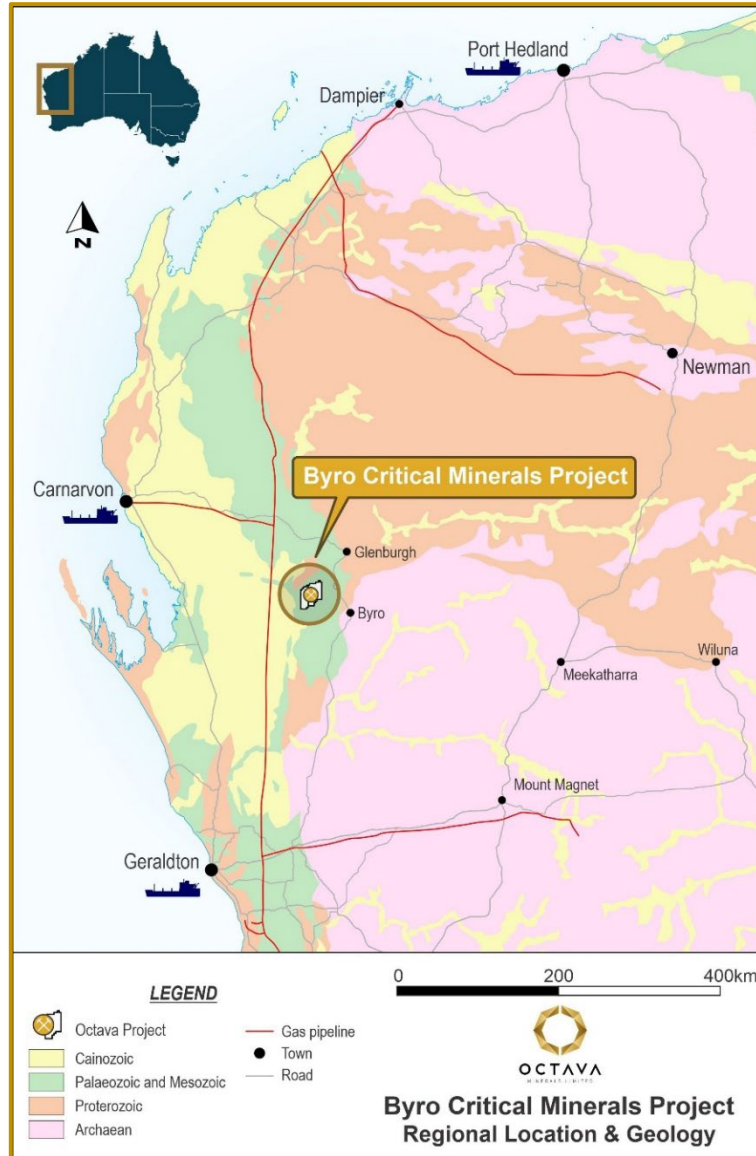 Port Hedland
Dampier
N
Newman
Byro Critical Minerals Project
Carnarvon
Glenburgh
Byro
Wiluna
Meekatharra
Mount Magnet
Geraldton
LEGEND
Octava Project
Cainozoic
Palaeozoic and Mesozoic
Proterozoic
Archaean
Gas pipeline
Town
Road
0 200 400km
OCTAVA
MINERALS LIMITED
Byro Critical Minerals Project
Regional Location & Geology